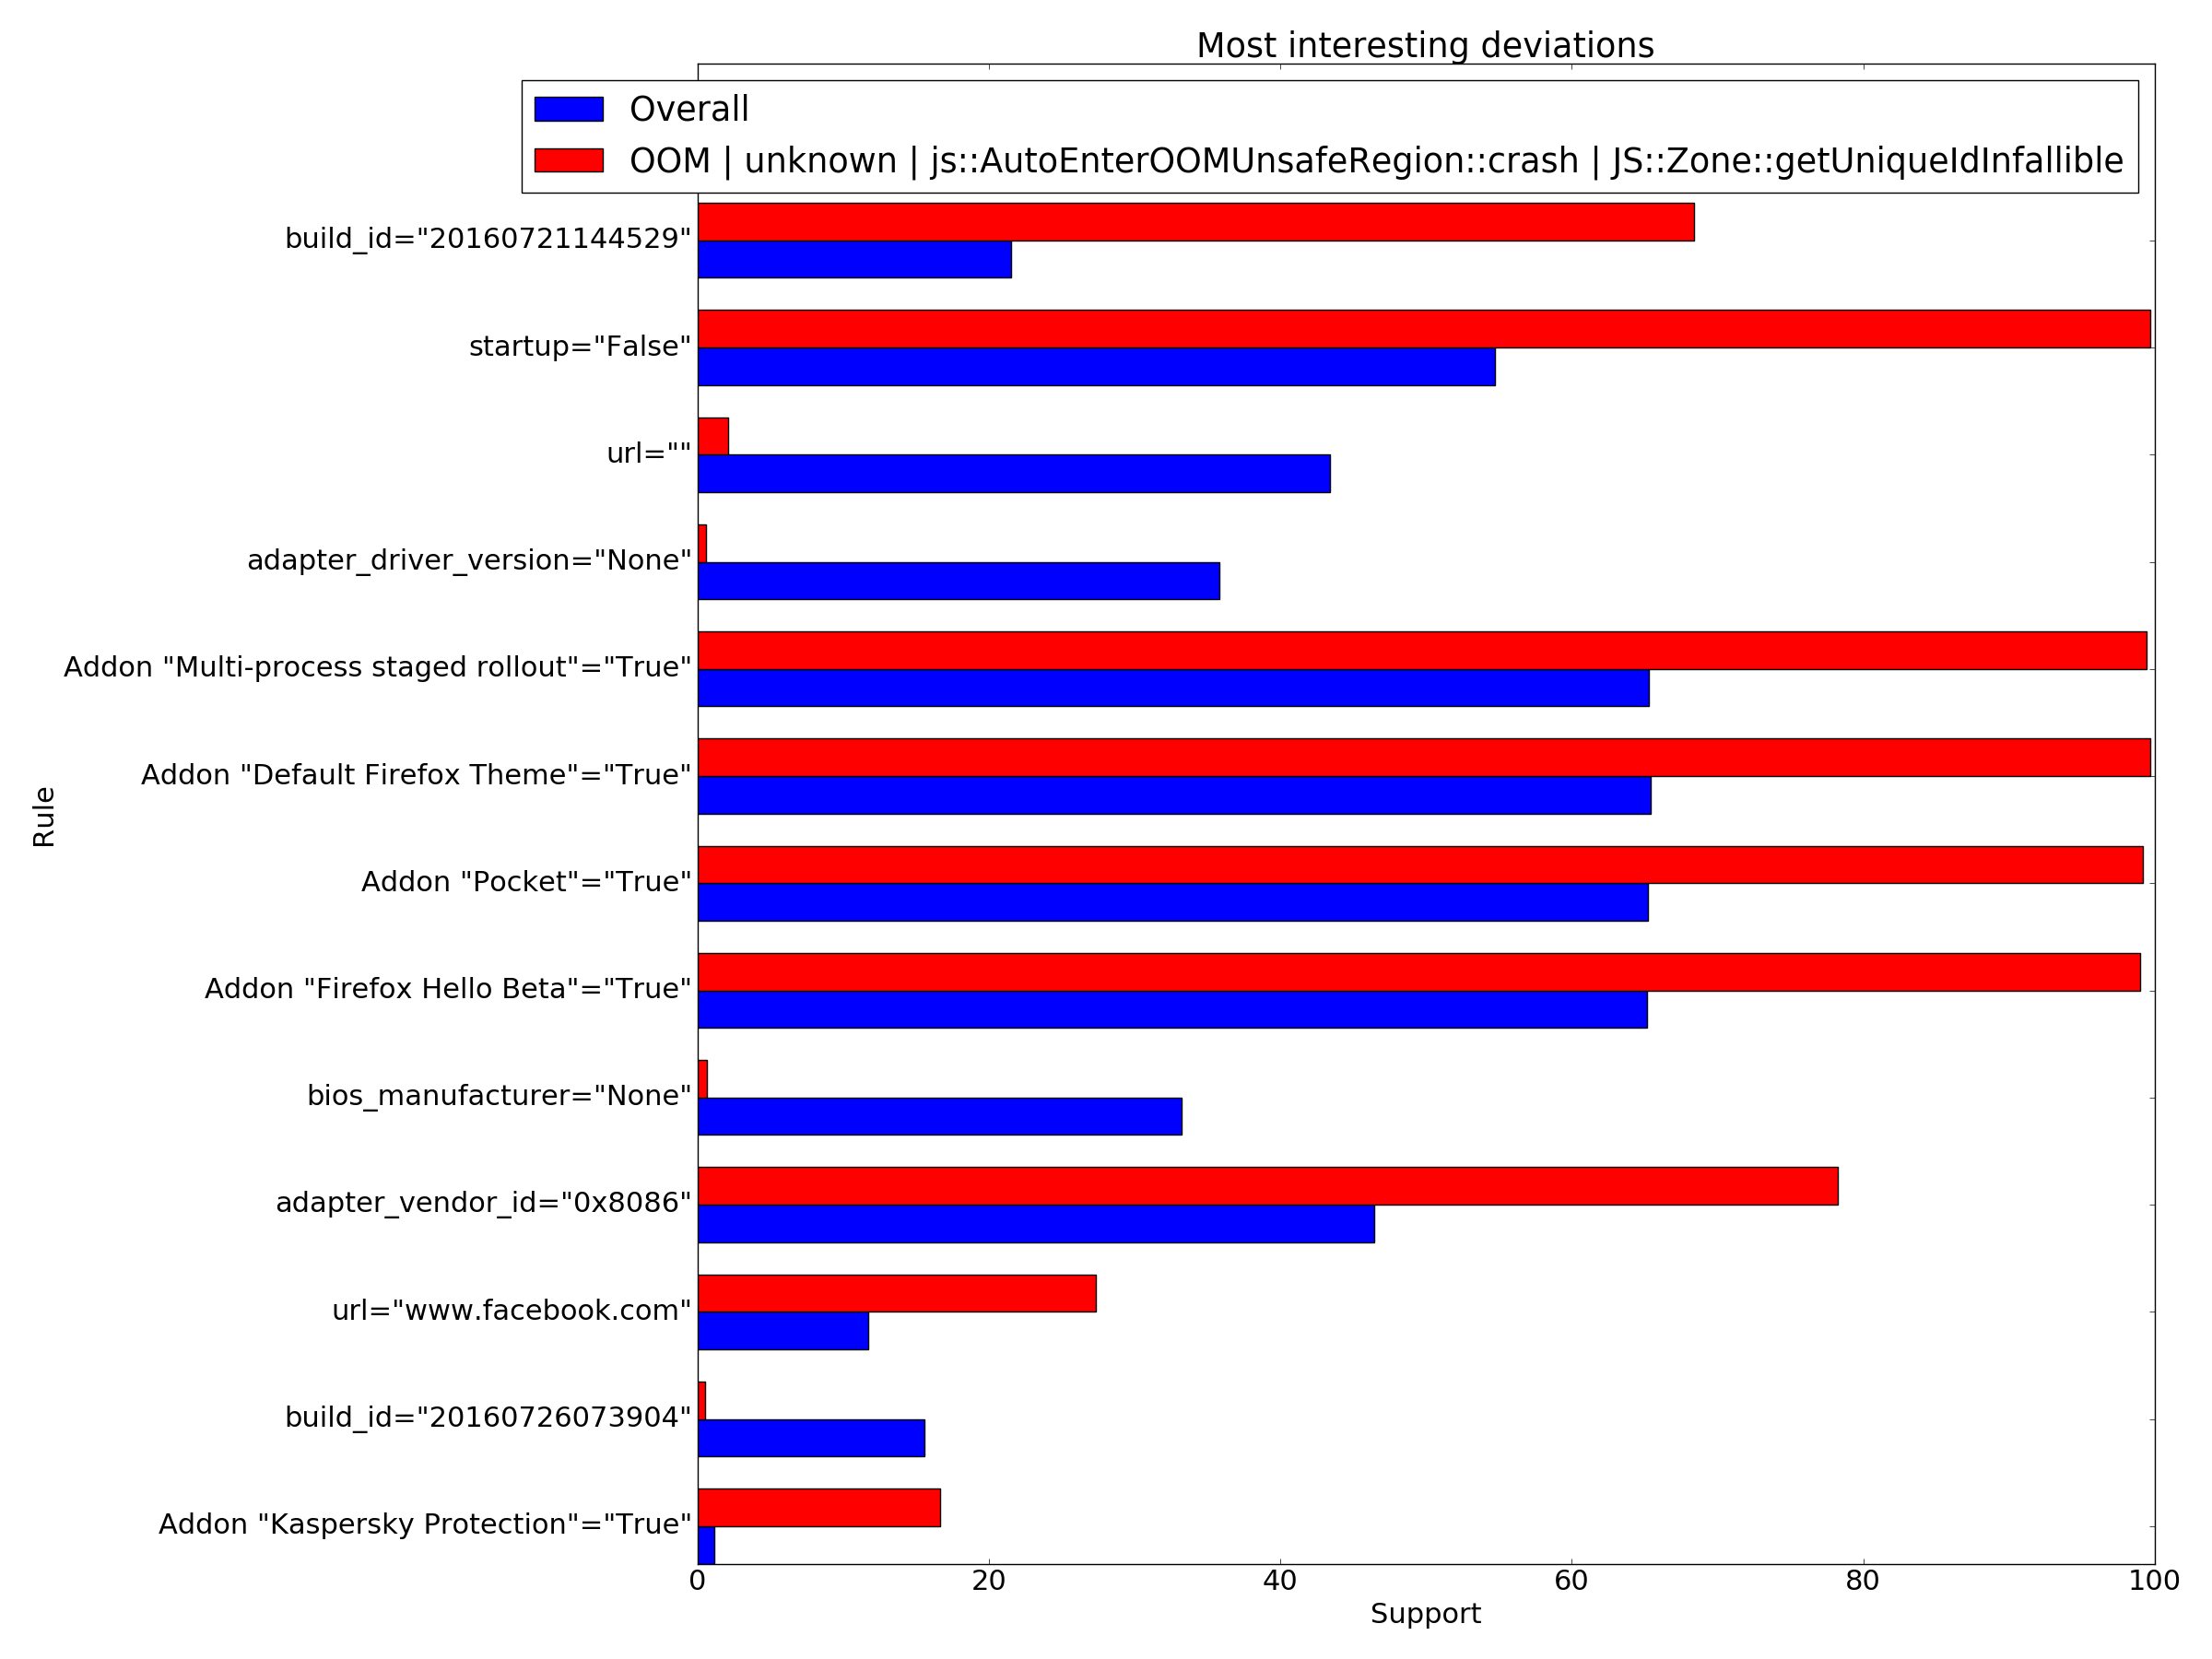 Most interesting deviations
Overall
OOM | unknown | js::AutoEnterOOMUnsafeRegion::crash | JS::Zone::getUniqueIdInfallible
build_id="20160721144529"
startup="False"
url=""
adapter_driver_version="None"
Addon "Multi-process staged rollout"="True"
Addon "Default Firefox Theme"="True"
Rule
Addon "Pocket"="True"
Addon "Firefox Hello Beta"="True"
bios_manufacturer="None"
adapter_vendor_id="0x8086"
url="www.facebook.com"
build_id="20160726073904"
Addon "Kaspersky Protection"="True"
0 20 40 60 80 100
Support